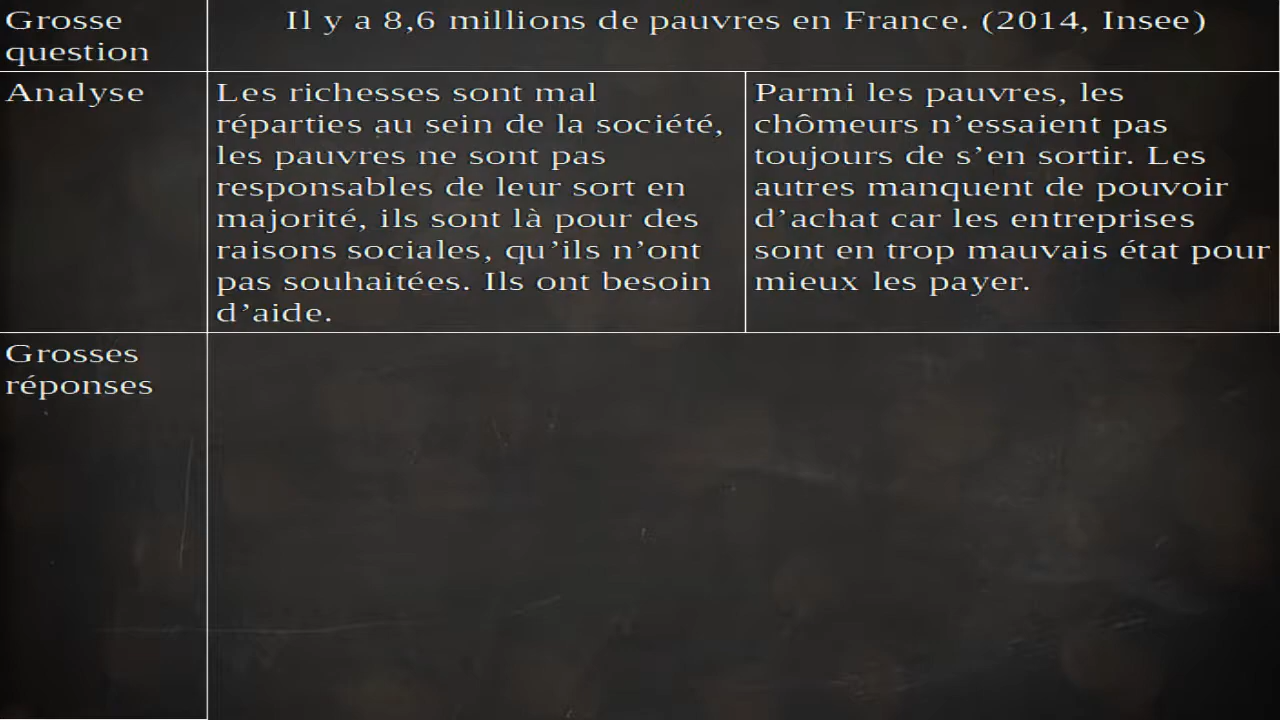 Grosse
question
Il y a 8,6 millions de pauvres en France. (2014, Insee)
Analyse
Les richesses sont mal
réparties au sein de la société,
les pauvres ne sont pas
responsables de leur sort en
majorité, ils sont là pour des
raisons sociales, qu’ils n’ont
pas souhaitées. Ils ont besoin
d’aide.
Parmi les pauvres, les
chômeurs n’essaient pas
toujours de s’en sortir. Les
autres manquent de pouvoir
d’achat car les entreprises
sont en trop mauvais état pour
mieux les payer.
Grosses
réponses